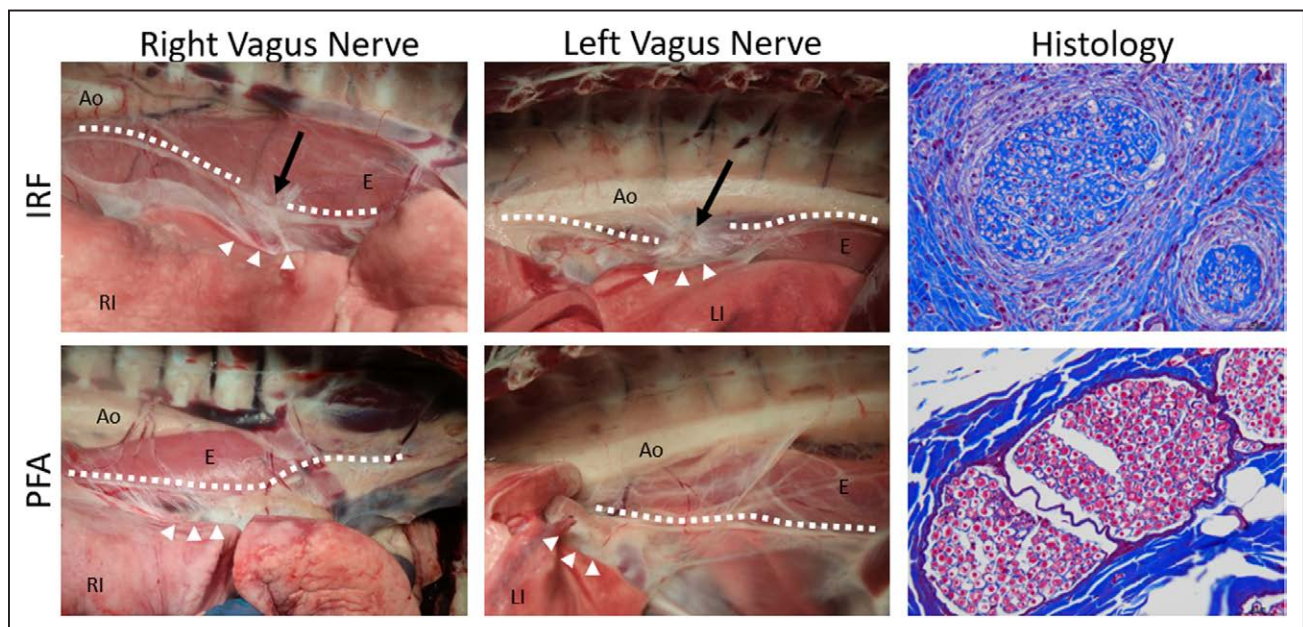 Right Vagus Nerve
Left Vagus Nerve
Histology
IRF
Ao
E
RI
Ao
E
LI
PFA
Ao
E
RI
Ao
E
LI